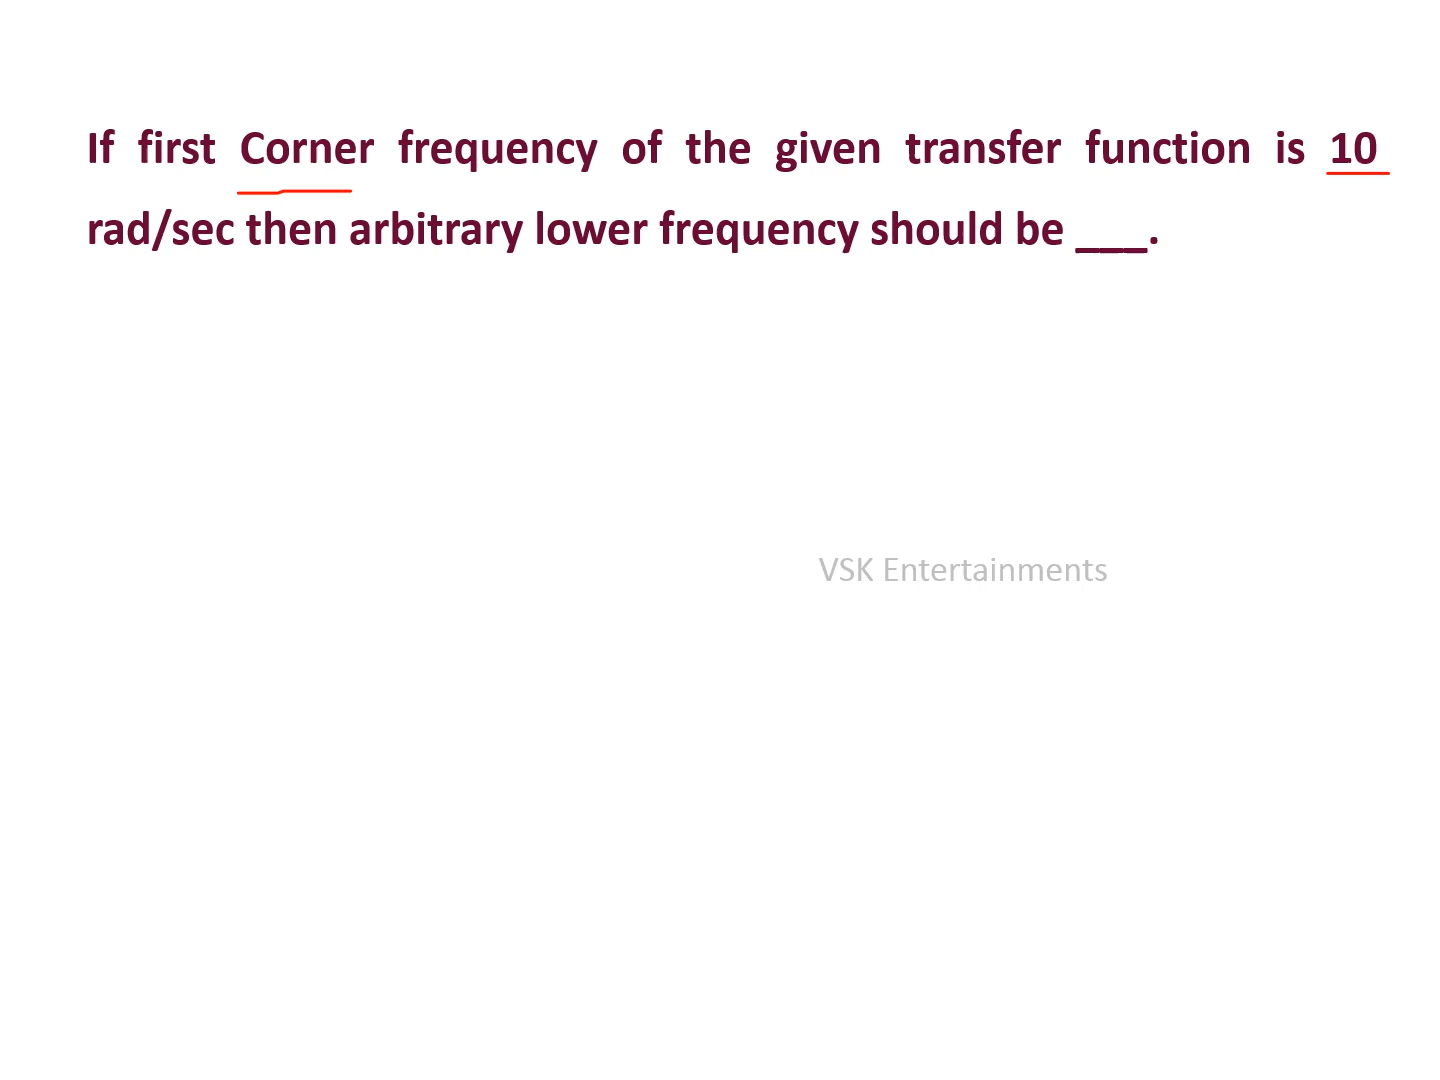 If first Corner frequency of the given transfer function is 10
rad/sec then arbitrary lower frequency should be ___.
VSK Entertainments